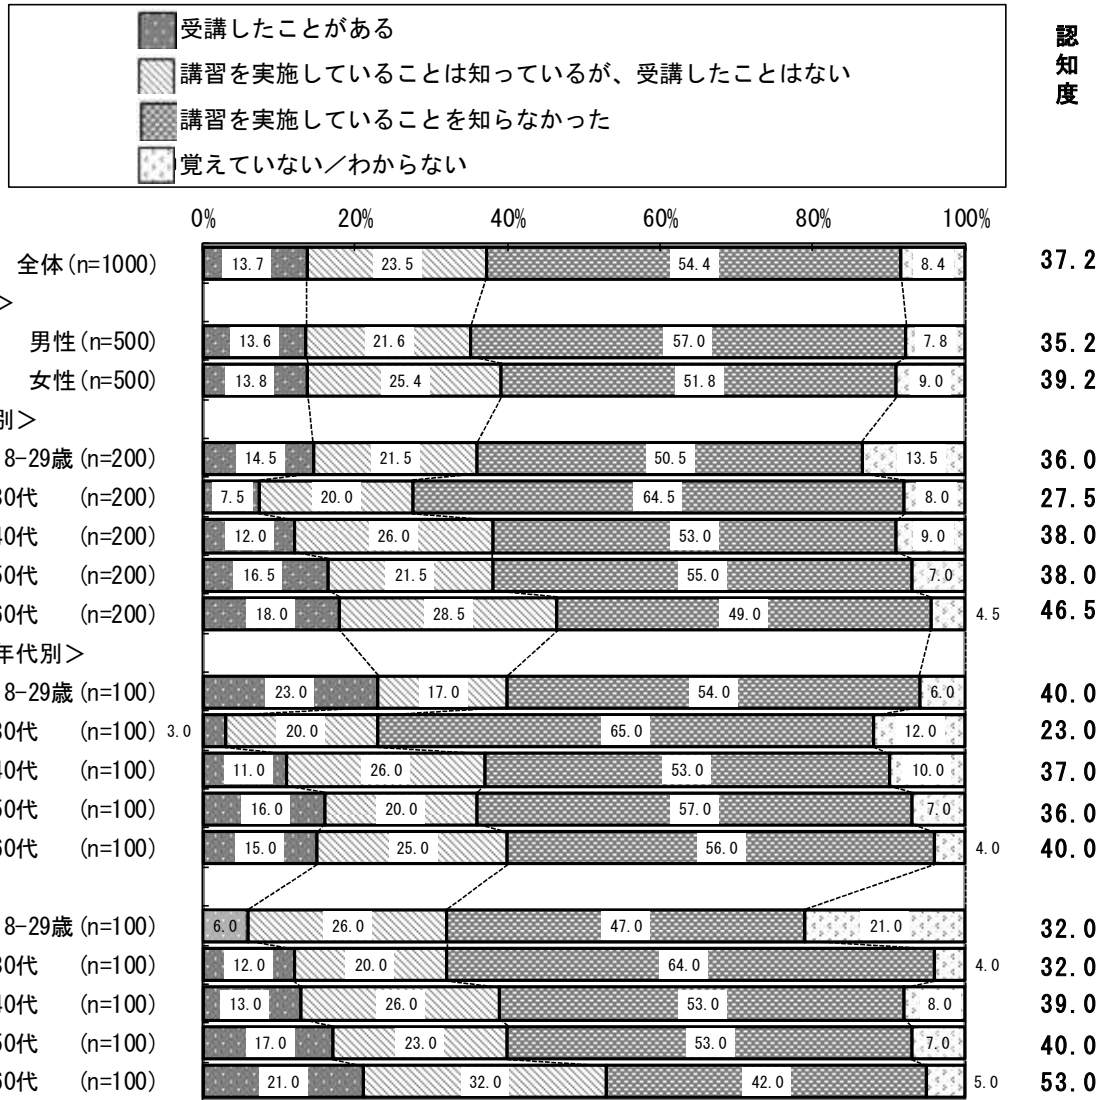 受講したことがある
講習を実施していることは知っているが、受講したことはない
講習を実施していることを知らなかった
覚えていない／わからない
認知度
0% 20% 40% 60% 80% 100%
全体(n=1000) 13.7 23.5 54.4 8.4 37.2
＞
男性(n=500) 13.6 21.6 57.0 7.8 35.2
女性(n=500) 13.8 25.4 51.8 9.0 39.2
別＞
8-29歳(n=200) 14.5 21.5 50.5 13.5 36.0
30代 (n=200) 7.5 20.0 64.5 8.0 27.5
40代 (n=200) 12.0 26.0 53.0 9.0 38.0
50代 (n=200) 16.5 21.5 55.0 7.0 38.0
60代 (n=200) 18.0 28.5 49.0 4.5 46.5
年代別＞
8-29歳(n=100) 23.0 17.0 54.0 6.0 40.0
30代 (n=100) 3.0 20.0 65.0 12.0 23.0
40代 (n=100) 11.0 26.0 53.0 10.0 37.0
50代 (n=100) 16.0 20.0 57.0 7.0 36.0
60代 (n=100) 15.0 25.0 56.0 4.0 40.0
8-29歳(n=100) 6.0 26.0 47.0 21.0 32.0
30代 (n=100) 12.0 20.0 64.0 4.0 32.0
40代 (n=100) 13.0 26.0 53.0 8.0 39.0
50代 (n=100) 17.0 23.0 53.0 7.0 40.0
60代 (n=100) 21.0 32.0 42.0 5.0 53.0